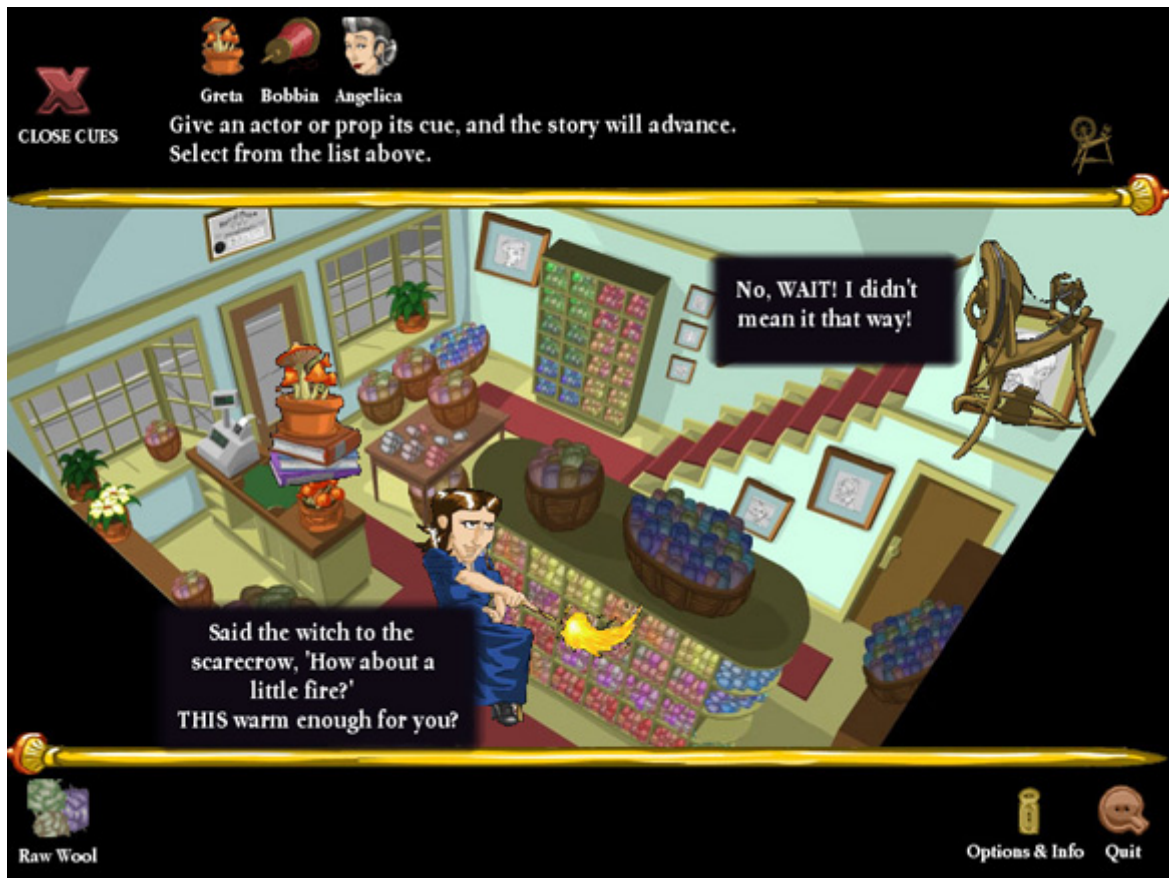 Greta Bobbin Angelica
CLOSE CUES
Give an actor or prop its cue, and the story will advance.
Select from the list above.
No, WAIT! I didn't
mean it that way!
Said the witch to the
scarecrow, 'How about a
little fire?'
THIS warm enough for you?
Raw Wool
Options & Info
Quit